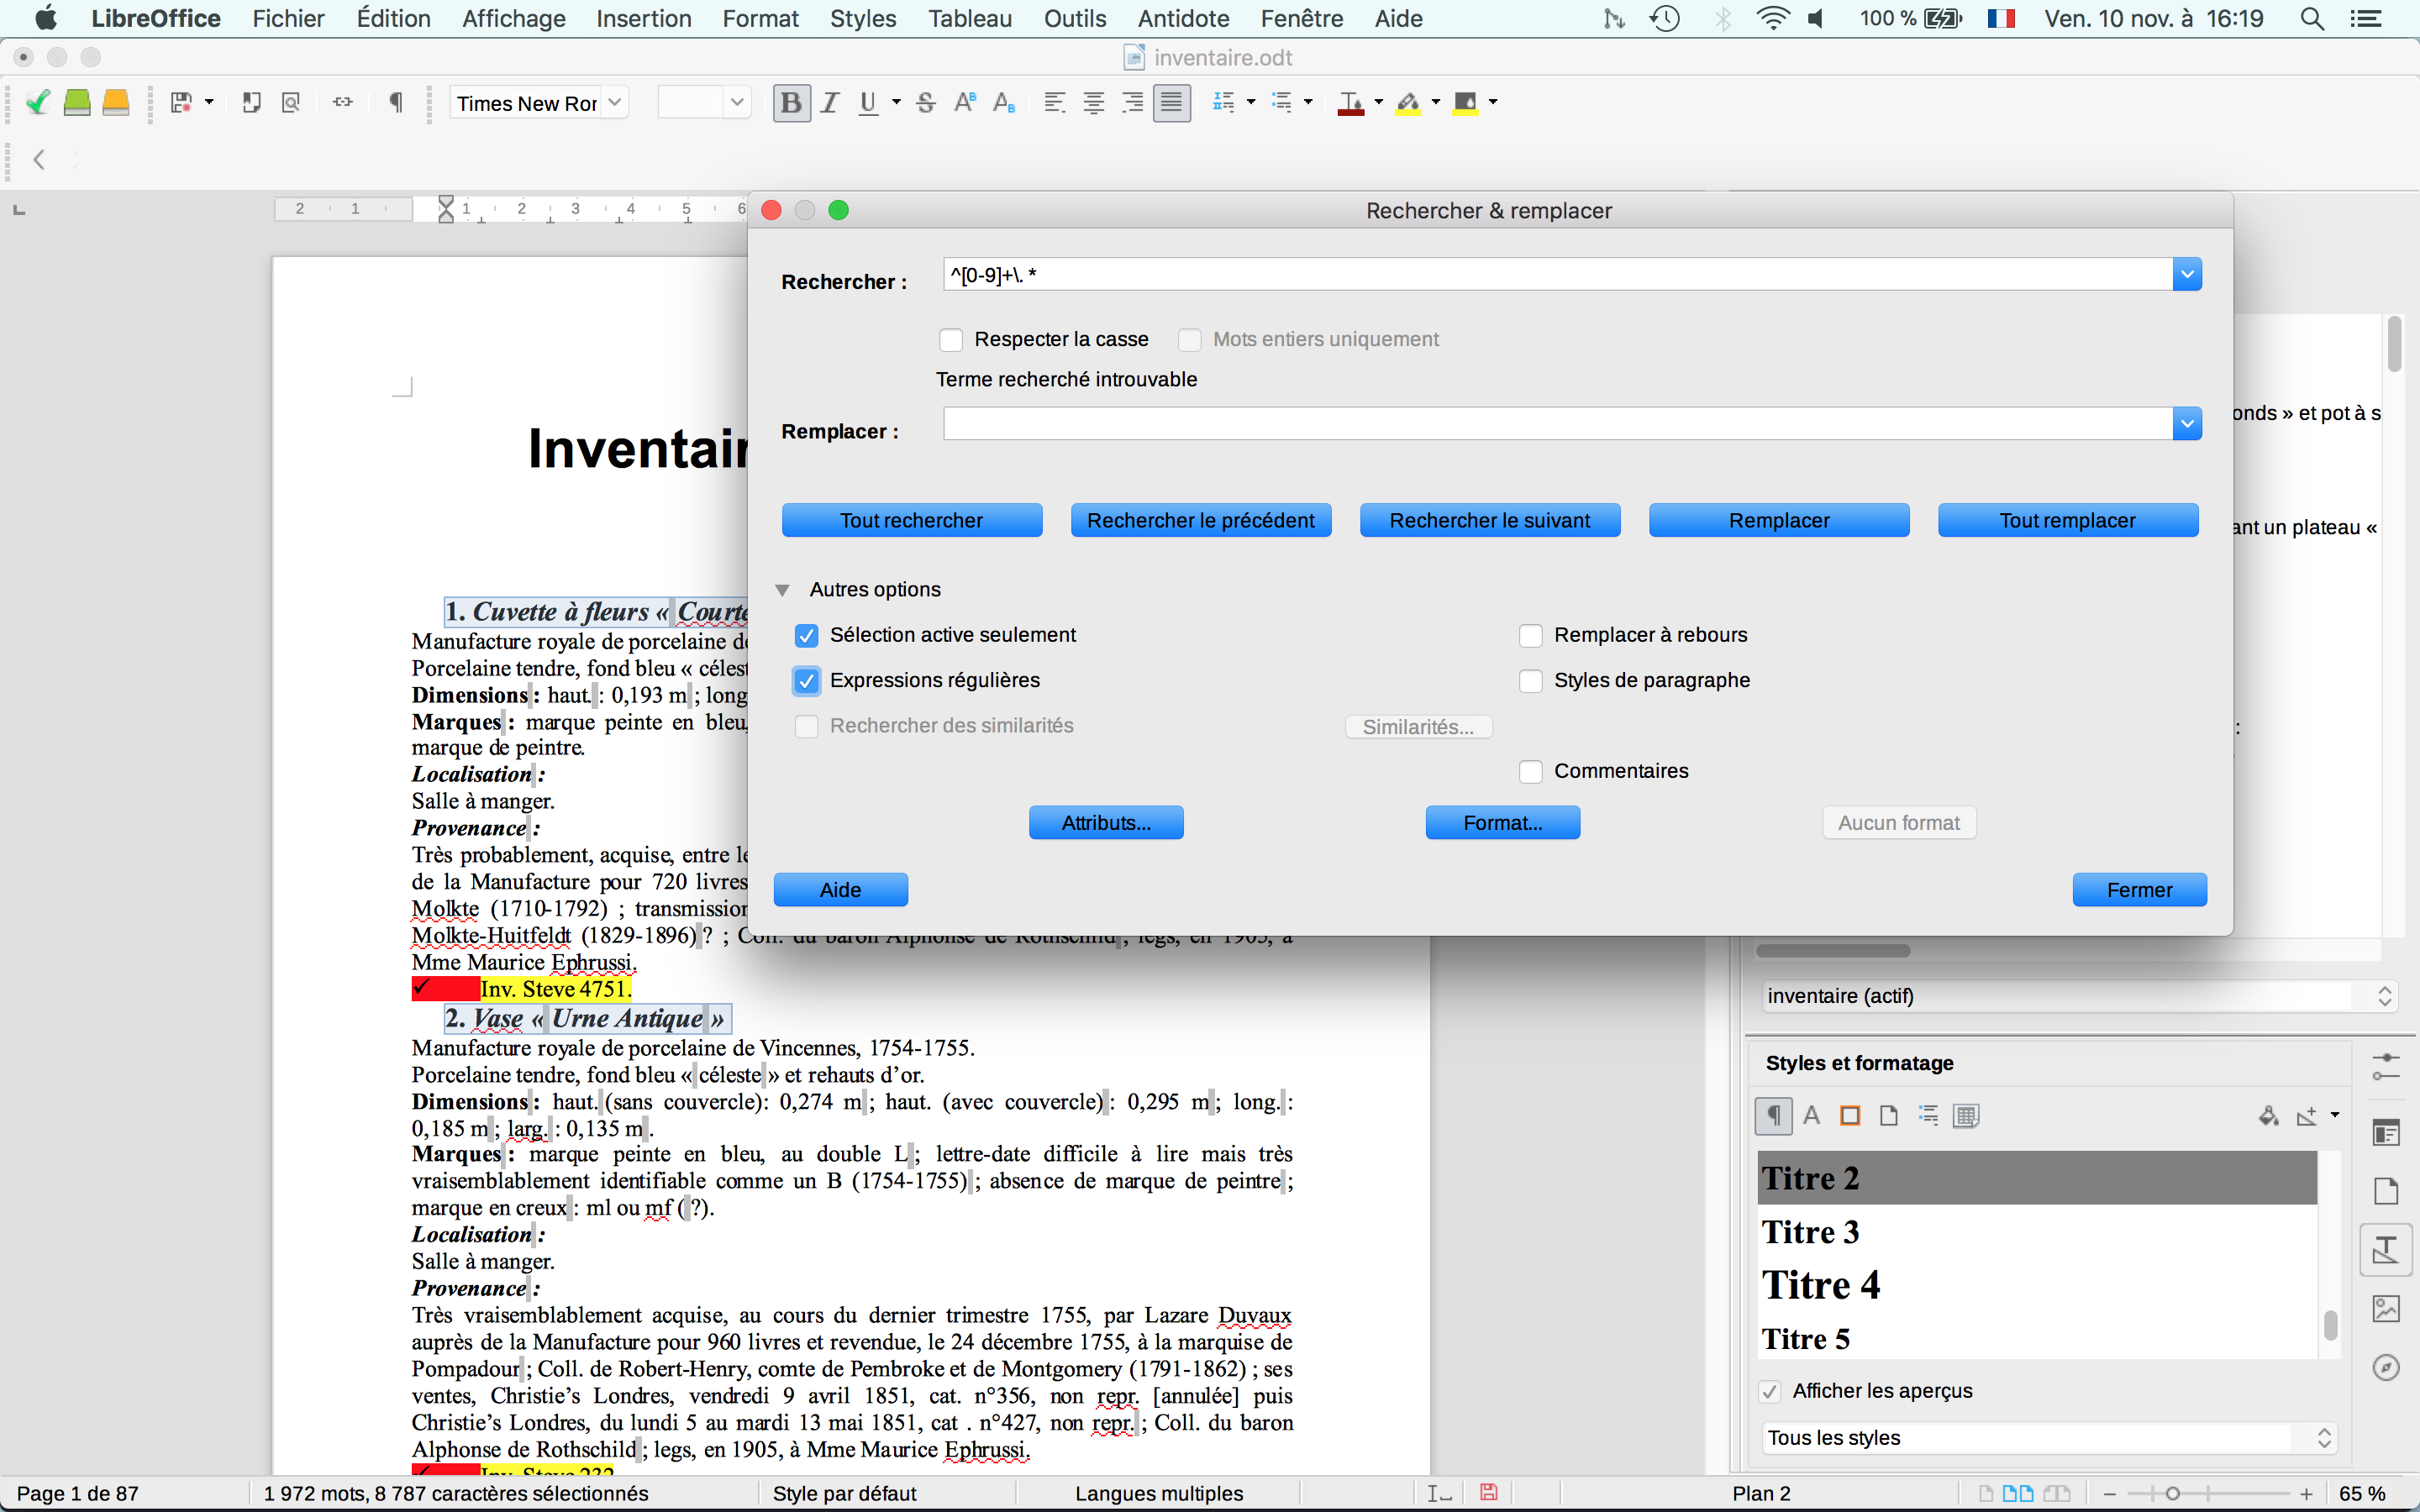 LibreOffice Fichier Édition Affichage Insertion Format Styles Tableau Outils Antidote Fenêtre Aide 100 % Ven. 10 nov. à 16:19
inventaire.odt
Times New Ror
2 1 1 2 3 4 5 6
Rechercher & remplacer
Rechercher : ^[0-9]+\. *
Respecter la casse Mots entiers uniquement
Terme recherché introuvable
Remplacer :
Tout rechercher Rechercher le précédent Rechercher le suivant Remplacer Tout remplacer
Autres options
Sélection active seulement Remplacer à rebours
Expressions régulières Styles de paragraphe
Rechercher des similarités Similarités...
Commentaires
Attributs... Format... Aucun format
Aide Fermer
onds » et pot à s
ant un plateau «
:
Inventair
1. Cuvette à fleurs « Courte
Manufacture royale de porcelaine de
Porcelaine tendre, fond bleu « célest
Dimensions : haut. : 0,193 m ; long
Marques : marque peinte en bleu,
marque de peintre.
Localisation :
Salle à manger.
Provenance :
Très probablement, acquise, entre le
de la Manufacture pour 720 livres
Molkte (1710-1792) ; transmission
Molkte-Huitfeldt (1829-1896) ? ; Coll. du baron Alphonse de Rothschild ; legs, en 1905, à
Mme Maurice Ephrussi.
✓ Inv. Steve 4751.
2. Vase « Urne Antique »
Manufacture royale de porcelaine de Vincennes, 1754-1755.
Porcelaine tendre, fond bleu « céleste » et rehauts d’or.
Dimensions : haut. (sans couvercle): 0,274 m ; haut. (avec couvercle) : 0,295 m ; long. :
0,185 m ; larg. : 0,135 m .
Marques : marque peinte en bleu, au double L ; lettre-date difficile à lire mais très
vraisemblablement identifiable comme un B (1754-1755) ; absence de marque de peintre ;
marque en creux : ml ou mf ( ?).
Localisation :
Salle à manger.
Provenance :
Très vraisemblablement acquise, au cours du dernier trimestre 1755, par Lazare Duvaux
auprès de la Manufacture pour 960 livres et revendue, le 24 décembre 1755, à la marquise de
Pompadour ; Coll. de Robert-Henry, comte de Pembroke et de Montgomery (1791-1862) ; ses
ventes, Christie’s Londres, vendredi 9 avril 1851, cat. n°356, non repr. [annulée] puis
Christie’s Londres, du lundi 5 au mardi 13 mai 1851, cat . n°427, non repr. ; Coll. du baron
Alphonse de Rothschild ; legs, en 1905, à Mme Maurice Ephrussi.
✓ Inv. Steve 232
inventaire (actif)
Styles et formatage
Titre 2
Titre 3
Titre 4
Titre 5
Afficher les aperçus
Tous les styles
Page 1 de 87 1 972 mots, 8 787 caractères sélectionnés Style par défaut Langues multiples Plan 2 65 %